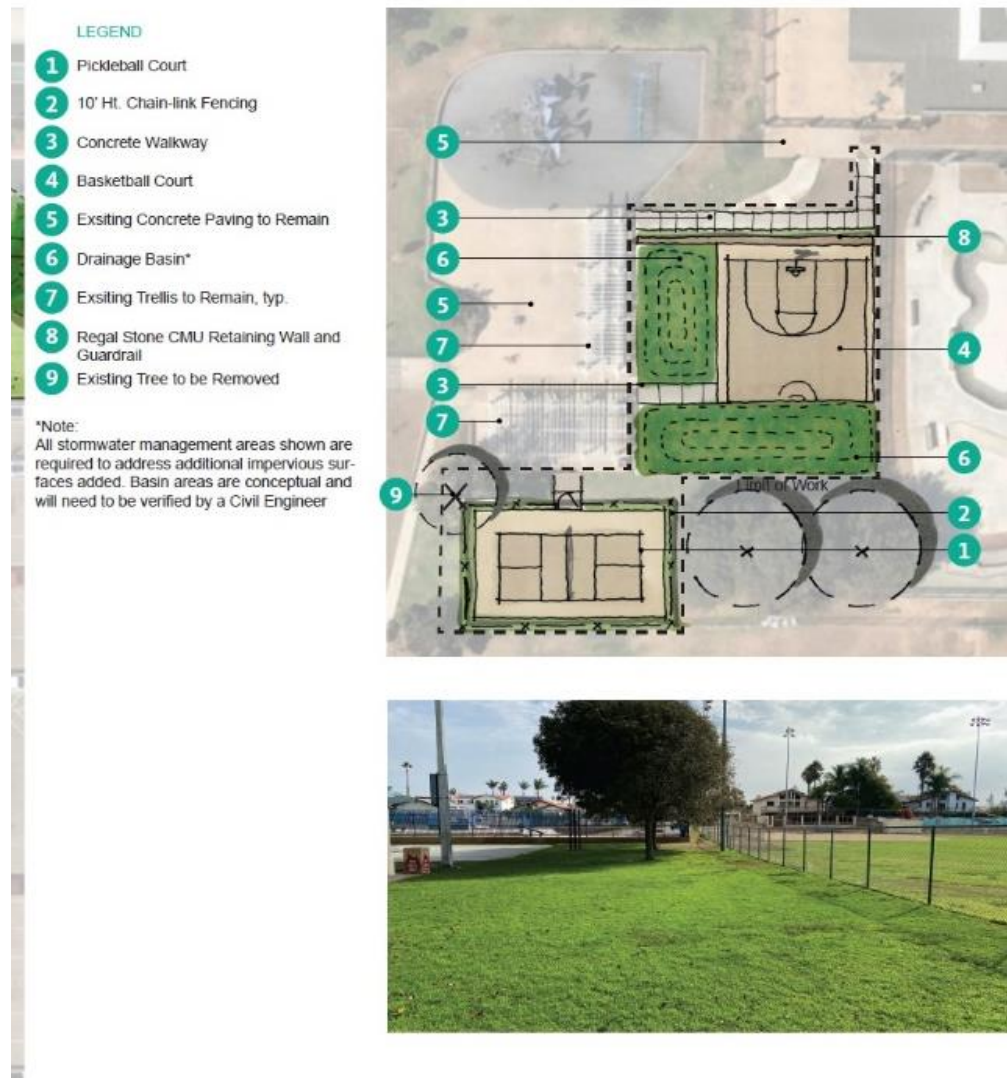 LEGEND
1 Pickleball Court
2 10' Ht. Chain-link Fencing
3 Concrete Walkway
4 Basketball Court
5 Exsiting Concrete Paving to Remain
6 Drainage Basin*
7 Exsiting Trellis to Remain, typ.
8 Regal Stone CMU Retaining Wall and
Guardrail
9 Existing Tree to be Removed
*Note:
All stormwater management areas shown are
required to address additional impervious sur-
faces added. Basin areas are conceptual and
will need to be verified by a Civil Engineer
5
3
8
6
5
7
4
3
7
6
Limit of Work
9
2
1